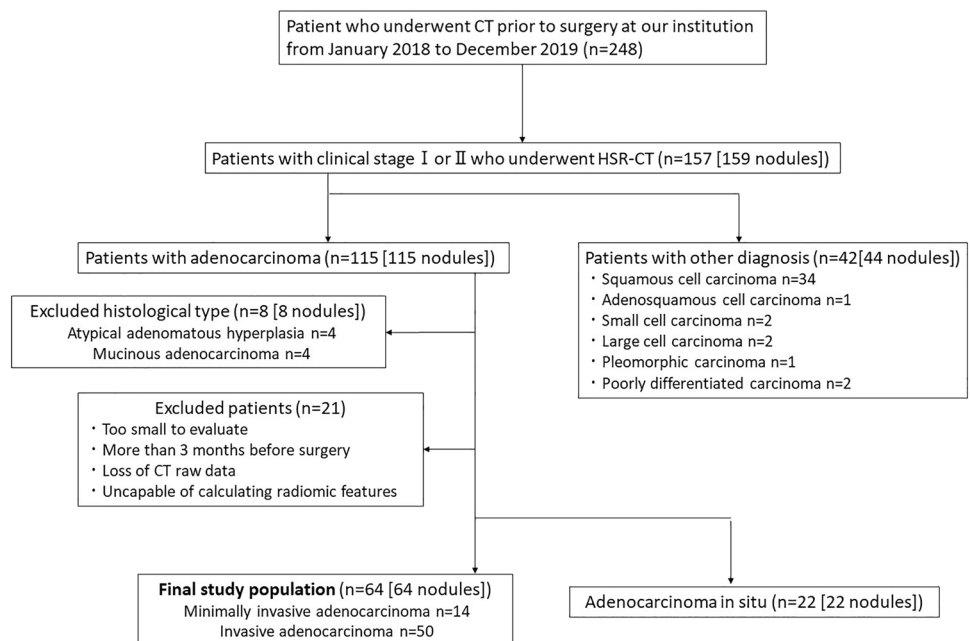 Patient who underwent CT prior to surgery at our institution
from January 2018 to December 2019 (n=248)
Patients with clinical stage Ⅰ or Ⅱ who underwent HSR-CT (n=157 [159 nodules])
Patients with adenocarcinoma (n=115 [115 nodules])
Patients with other diagnosis (n=42[44 nodules])
・Squamous cell carcinoma n=34
・Adenosquamous cell carcinoma n=1
・Small cell carcinoma n=2
・Large cell carcinoma n=2
・Pleomorphic carcinoma n=1
・Poorly differentiated carcinoma n=2
Excluded histological type (n=8 [8 nodules])
Atypical adenomatous hyperplasia n=4
Mucinous adenocarcinoma n=4
Excluded patients (n=21)
・Too small to evaluate
・More than 3 months before surgery
・Loss of CT raw data
・Uncapable of calculating radiomic features
Final study population (n=64 [64 nodules])
Minimally invasive adenocarcinoma n=14
Invasive adenocarcinoma n=50
Adenocarcinoma in situ (n=22 [22 nodules])